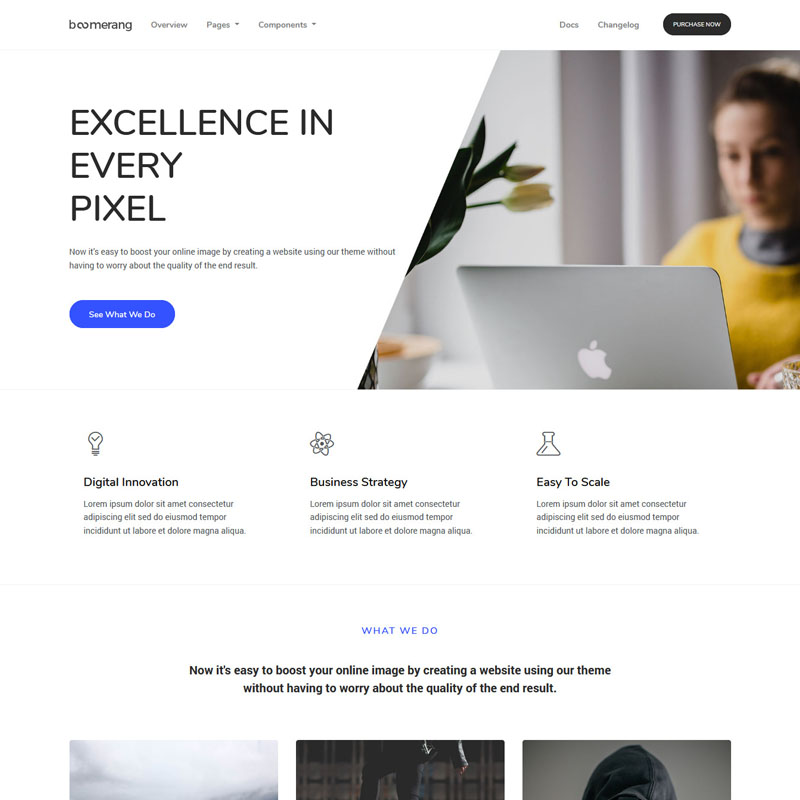 boomerang Overview Pages Components Docs Changelog PURCHASE NOW
EXCELLENCE IN
EVERY
PIXEL
Now it's easy to boost your online image by creating a website using our theme without
having to worry about the quality of the end result.
See What We Do
Digital Innovation
Lorem ipsum dolor sit amet consectetur
adipiscing elit sed do eiusmod tempor
incididunt ut labore et dolore magna aliqua.
Business Strategy
Lorem ipsum dolor sit amet consectetur
adipiscing elit sed do eiusmod tempor
incididunt ut labore et dolore magna aliqua.
Easy To Scale
Lorem ipsum dolor sit amet consectetur
adipiscing elit sed do eiusmod tempor
incididunt ut labore et dolore magna aliqua.
WHAT WE DO
Now it's easy to boost your online image by creating a website using our theme
without having to worry about the quality of the end result.